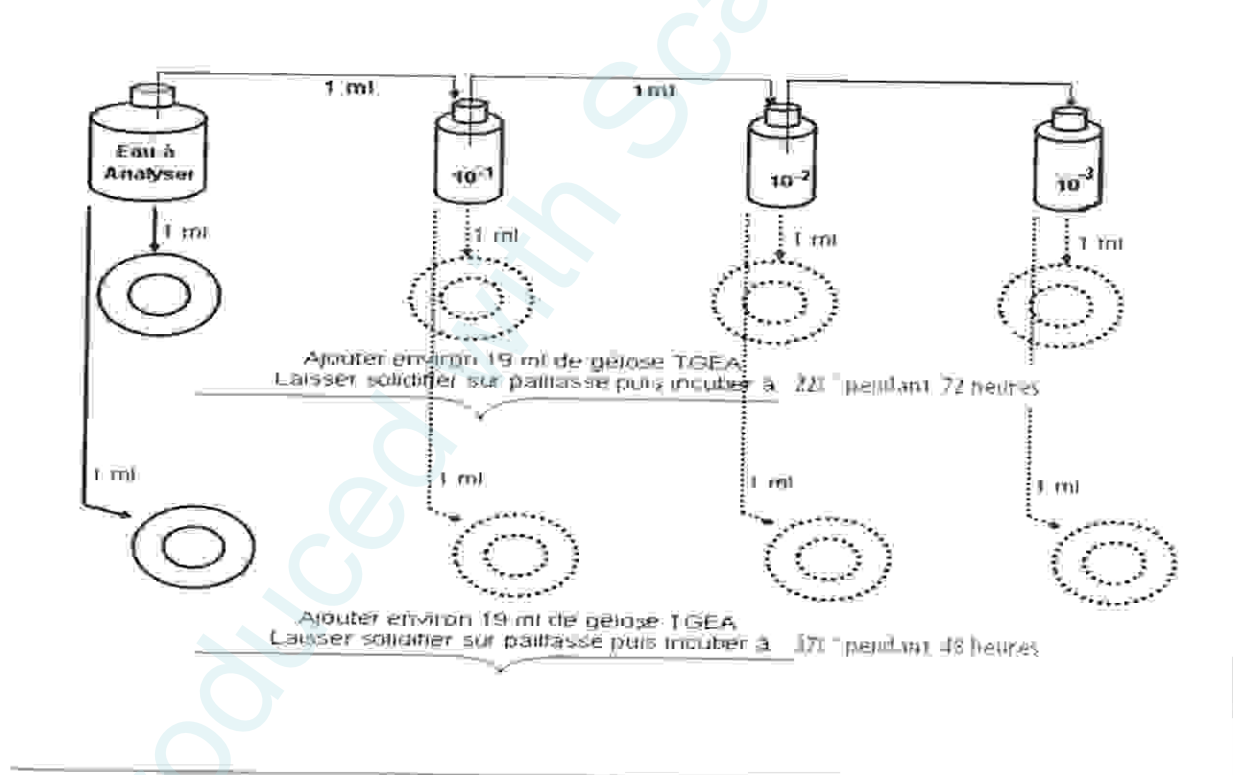 1 ml
1 ml
Eau à
Analyser
10⁻¹
10⁻²
10⁻³
1 ml
1 ml
1 ml
1 ml
Ajouter environ 19 ml de gélose TGEA
Laisser solidifier sur paillasse puis incuber à pendant 72 heures
1 ml
1 ml
1 ml
1 ml
Ajouter environ 19 ml de gélose TGEA
Laisser solidifier sur paillasse puis incuber à pendant 48 heures
oduced with Sca